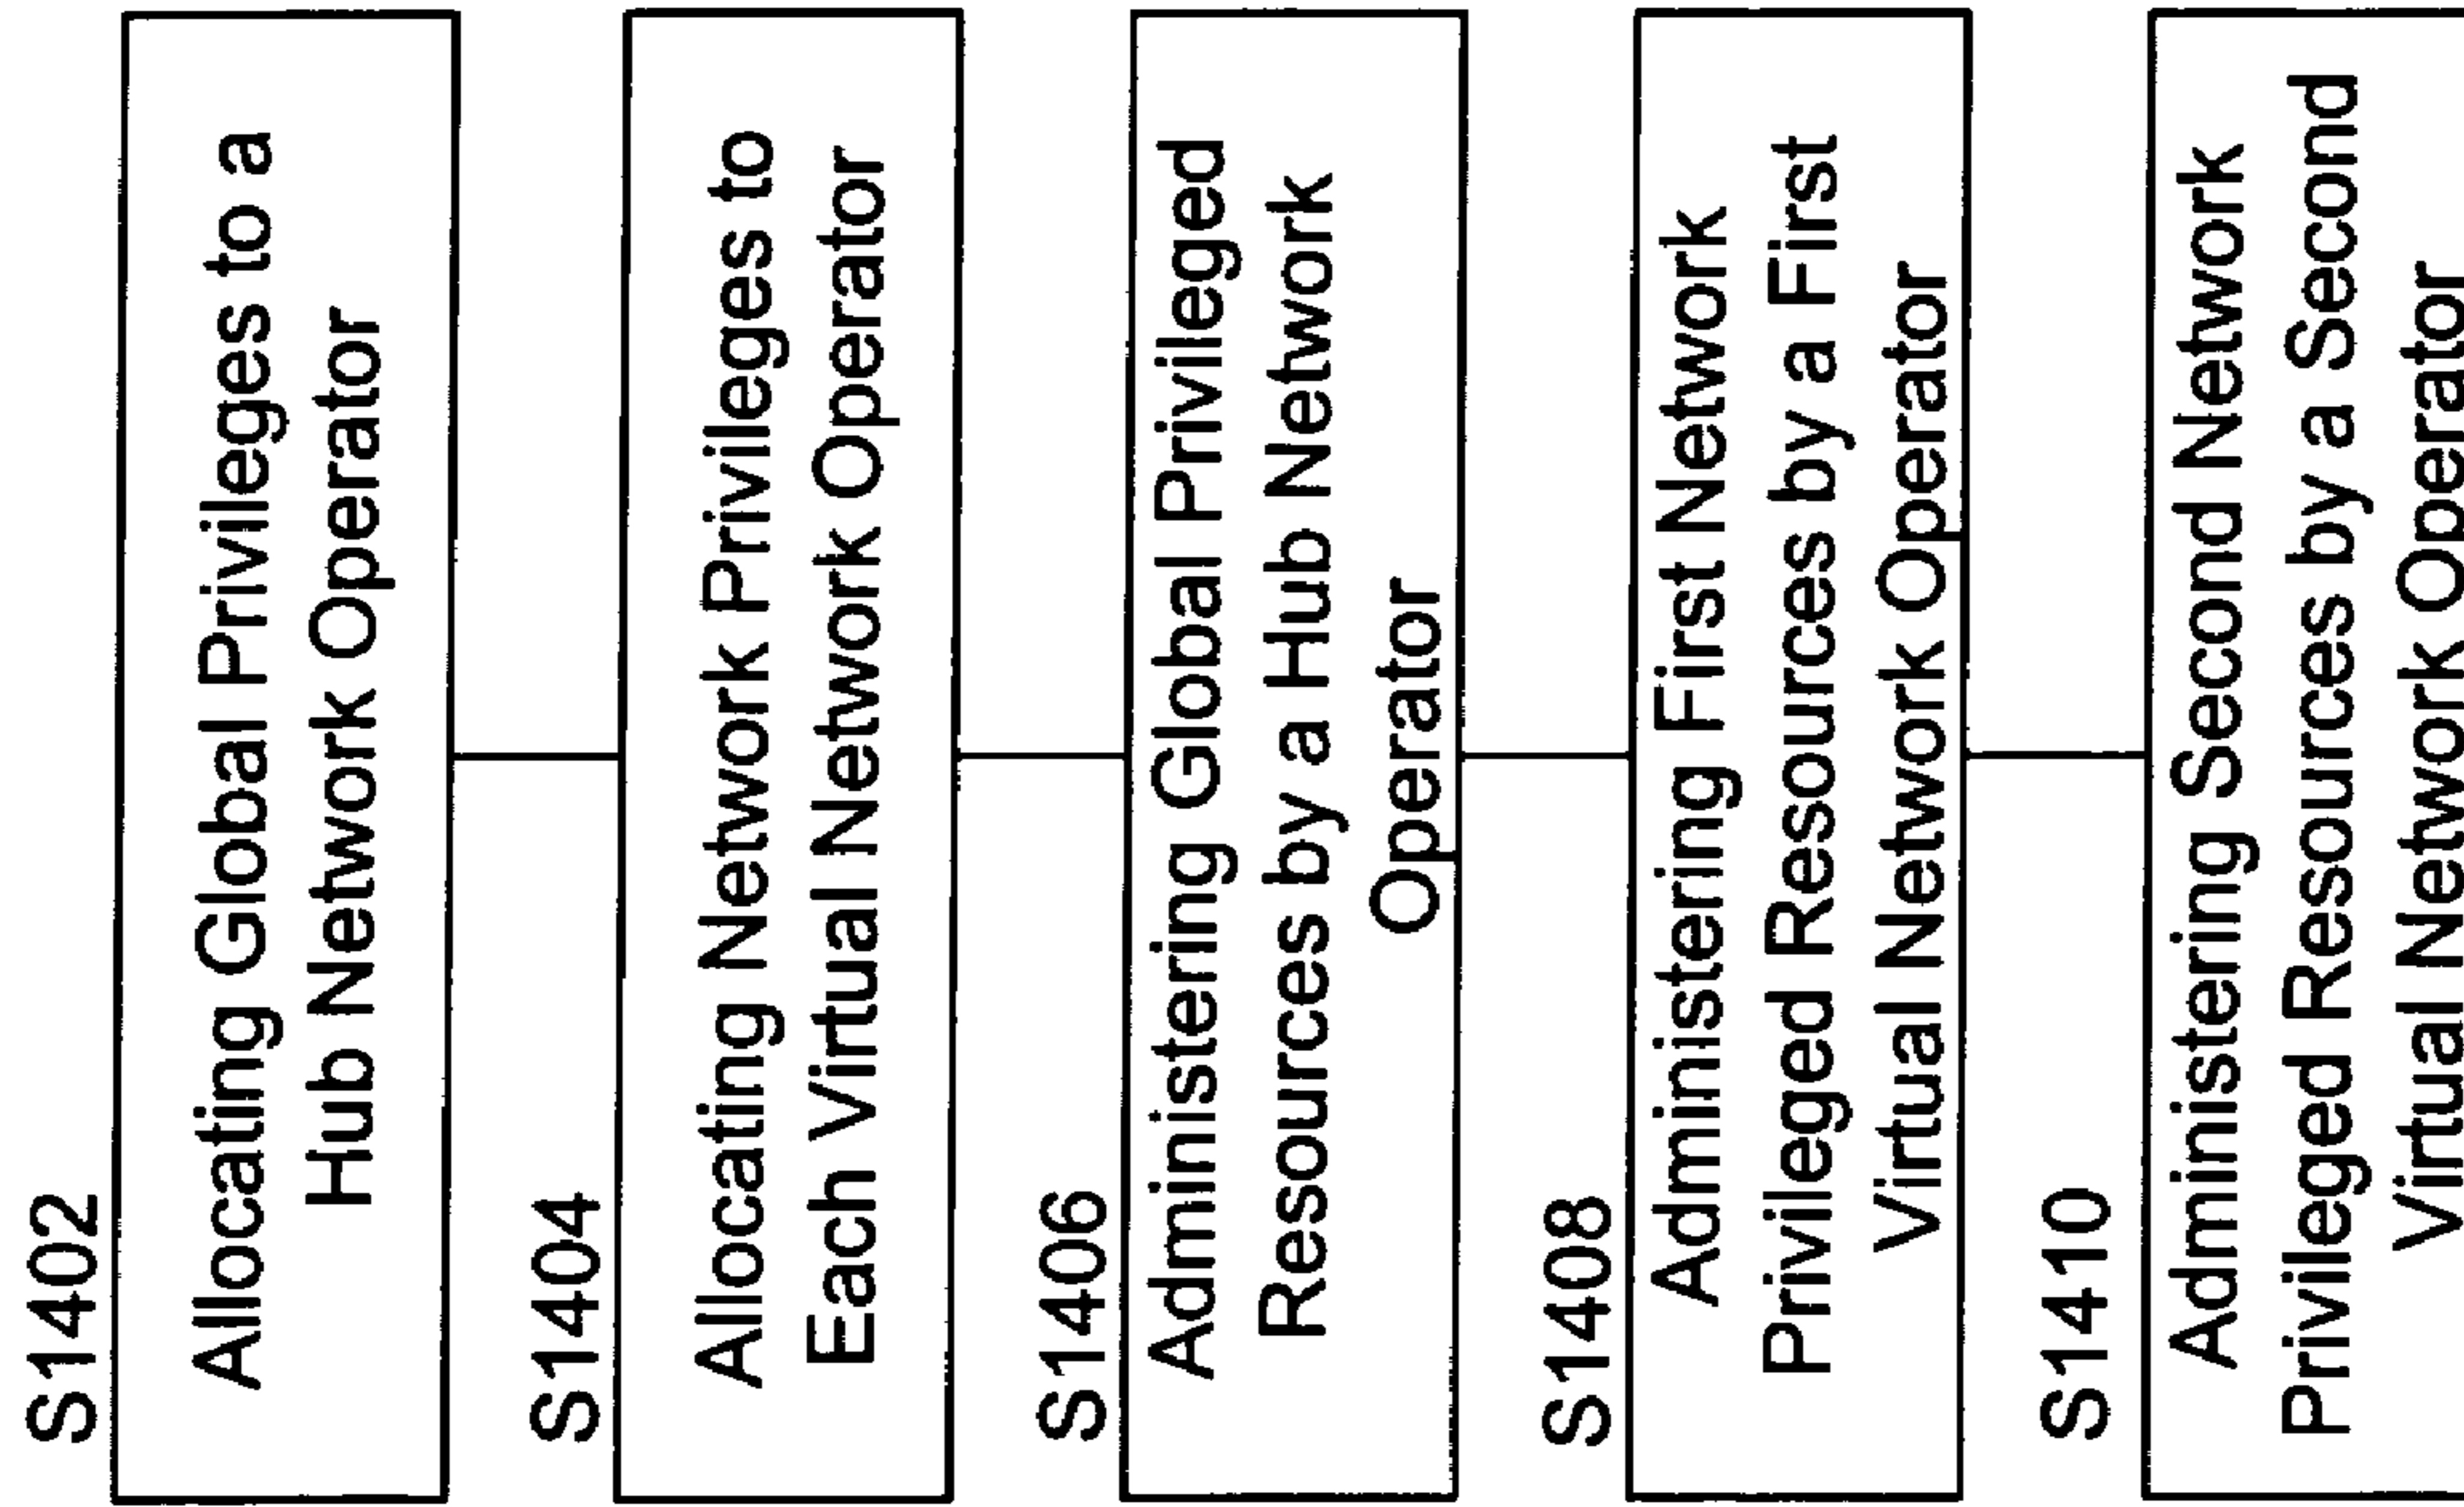 S1402
Allocating Global Privileges to a
Hub Network Operator
S1404
Allocating Network Privileges to
Each Virtual Network Operator
S1406
Administering Global Privileged
Resources by a Hub Network
Operator
S1408
Administering First Network
Privileged Resources by a First
Virtual Network Operator
S1410
Administering Second Network
Privileged Resources by a Second
Virtual Network Operator